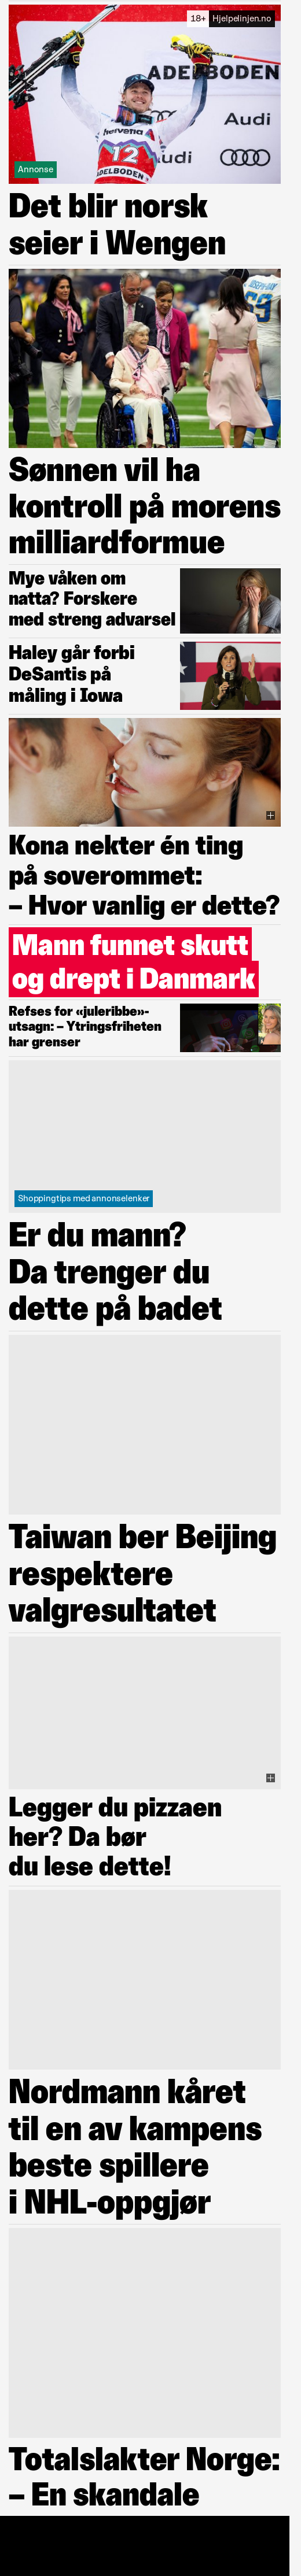 18+ Hjelpelinjen.no
ADELBODEN
Audi
Audi
helvetia
12
ADELBODEN
Annonse
Det blir norsk
seier i Wengen
Sønnen vil ha
kontroll på morens
milliardformue
Mye våken om
natta? Forskere
med streng advarsel
Haley går forbi
DeSantis på
måling i Iowa
Kona nekter én ting
på soverommet:
– Hvor vanlig er dette?
Mann funnet skutt
og drept i Danmark
Refses for «juleribbe»-
utsagn: – Ytringsfriheten
har grenser
Shoppingtips med annonselenker
Er du mann?
Da trenger du
dette på badet
Taiwan ber Beijing
respektere
valgresultatet
Legger du pizzaen
her? Da bør
du lese dette!
Nordmann kåret
til en av kampens
beste spillere
i NHL-oppgjør
Totalslakter Norge:
– En skandale